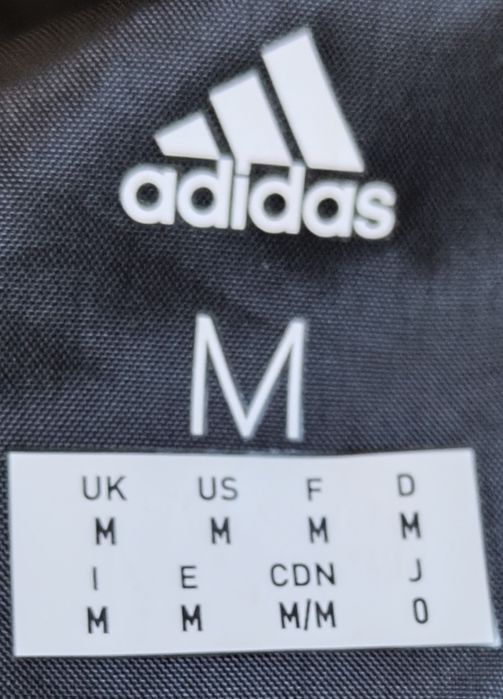 adidas
M
UK US F D
M M M M
I E CDN J
M M M/M O